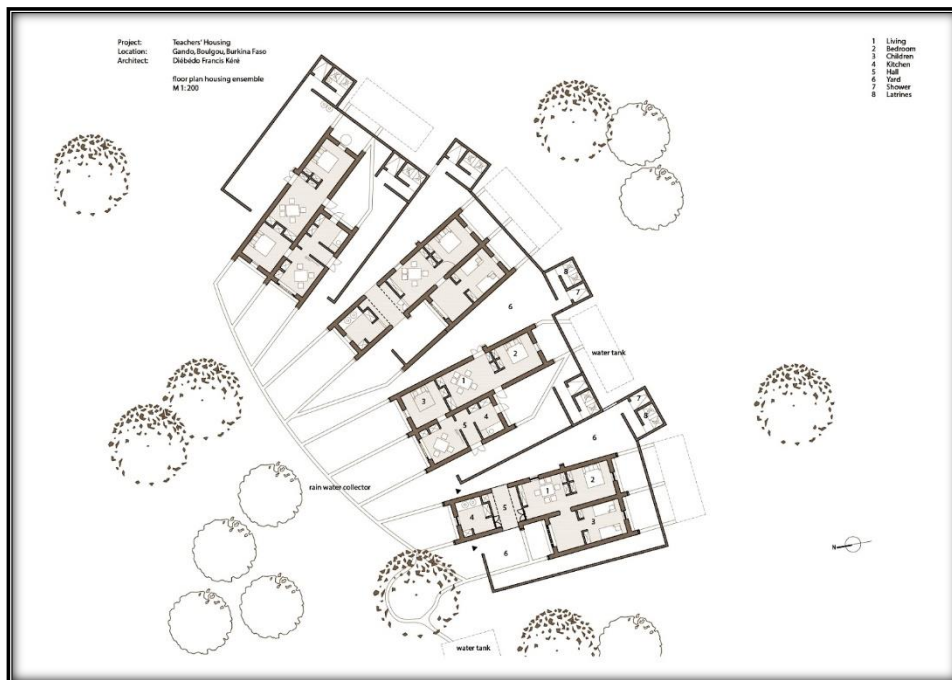 Project: Teachers' Housing
Location: Gando, Boulgou, Burkina Faso
Architect: Diébédo Francis Kéré
floor plan housing ensemble
M 1:200
1 Living
2 Bedroom
3 Children
4 Kitchen
5 Hall
6 Yard
7 Shower
8 Latrines
8
7
6
2
water tank
1
3
4
5
7
8
6
rain water collector
1
2
4
5
3
6
N
water tank